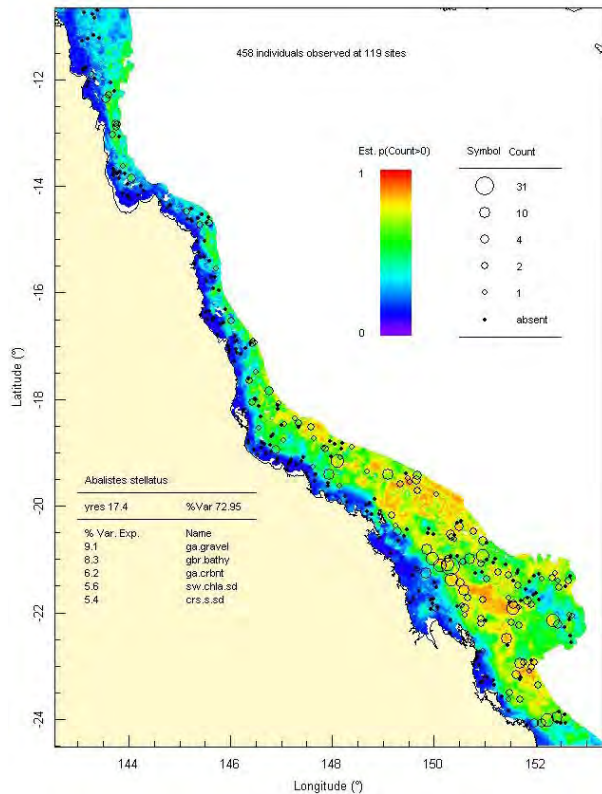 458 individuals observed at 119 sites
Est. p(Count>0)
1
0
Symbol Count
31
10
4
2
1
absent
Latitude (°)
-12
-14
-16
-18
-20
-22
-24
Abalistes stellatus
yres 17.4 %Var 72.95
% Var. Exp. Name
9.1 ga.gravel
8.3 gbr.bathy
6.2 ga.crbnt
5.6 sw.chla.sd
5.4 crs.s.sd
144 146 148 150 152
Longitude (°)